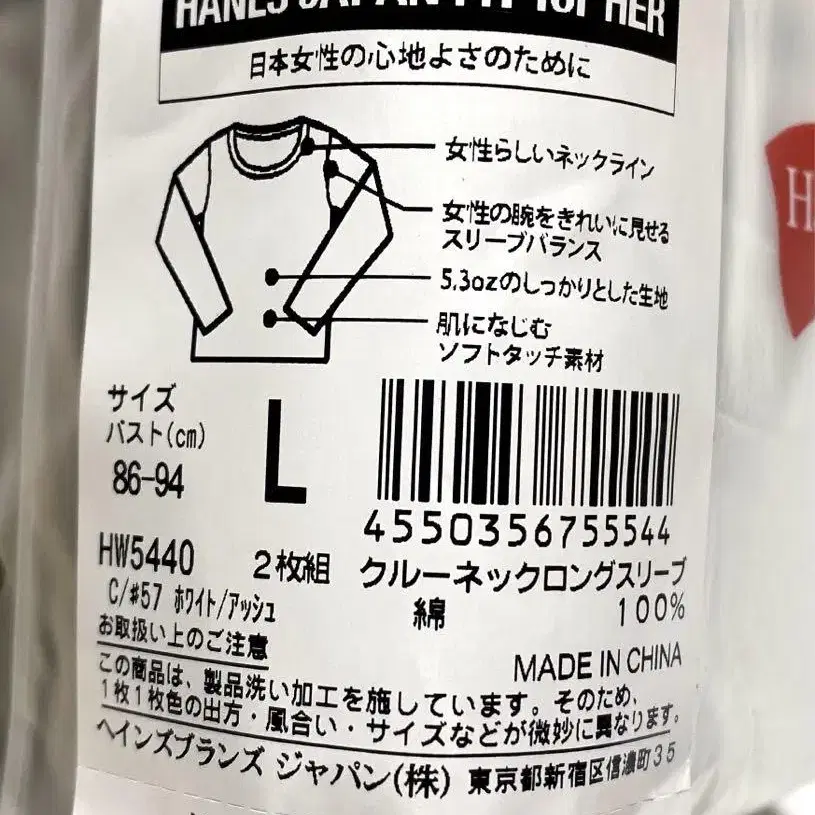 HANES JAPAN FIT for HER
日本女性の心地よさのために
女性らしいネックライン
女性の腕をきれいに見せる
スリーブバランス
5.3ozのしっかりとした生地
肌になじむ
ソフトタッチ素材
サイズ
バスト(cm)
86-94
L
4550356755544
HW5440 2枚組 クルーネックロングスリーブ
C/#57 ホワイト/アッシュ
綿 100%
お取扱い上のご注意
MADE IN CHINA
この商品は、製品洗い加工を施しています。そのため、
1枚1枚色の出方・風合い・サイズなどが微妙に異なります。
ヘインズブランズ ジャパン(株) 東京都新宿区信濃町35